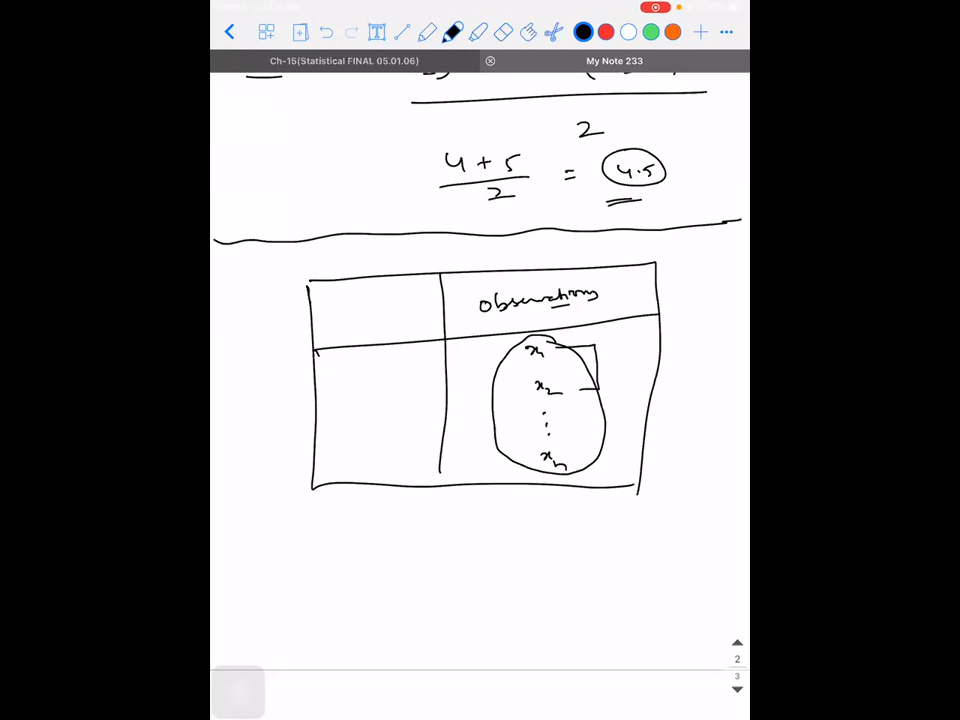 Ch-15(Statistical FINAL 05.01.06)
My Note 233
2
4 + 5
2
= 4.5
observations
x1
x2
xn
2
3